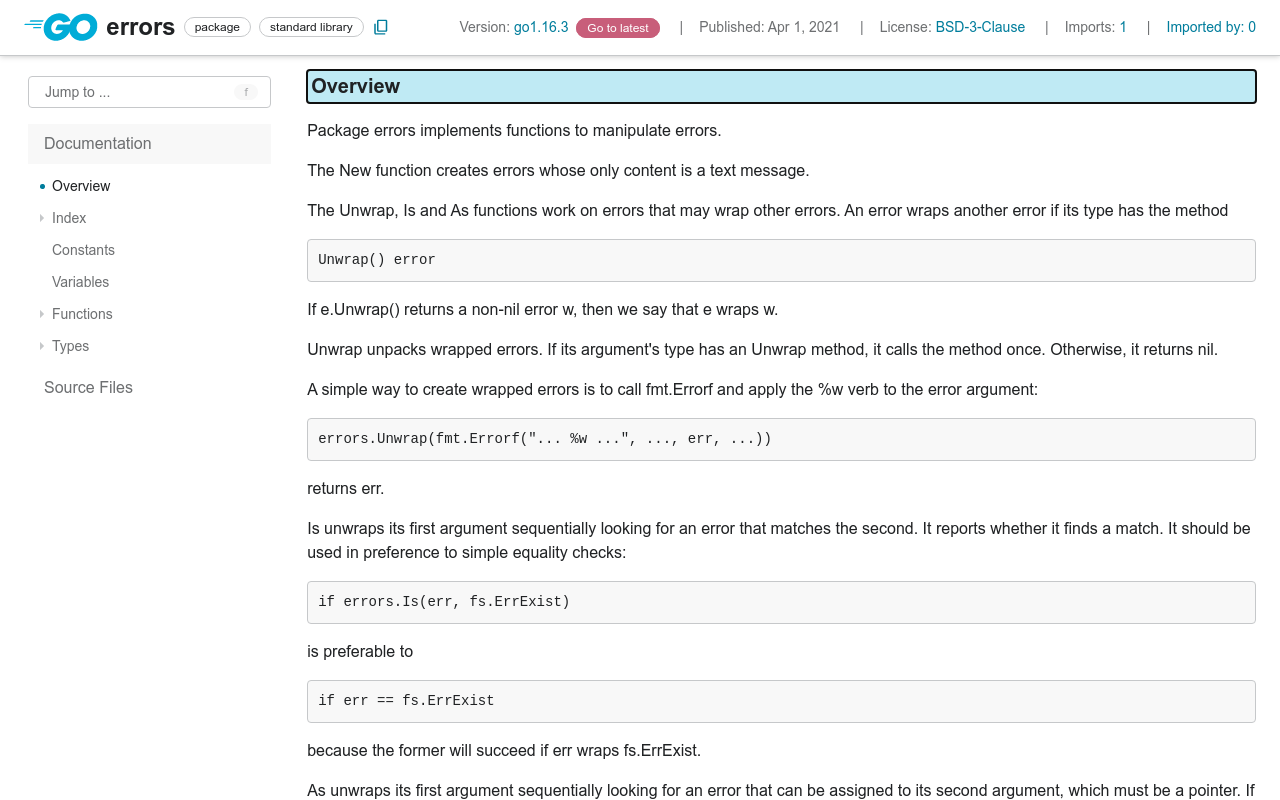 GO errors package standard library Version: go1.16.3 Go to latest | Published: Apr 1, 2021 | License: BSD-3-Clause | Imports: 1 | Imported by: 0
Jump to ... f
Documentation
Overview
Index
Constants
Variables
Functions
Types
Source Files
Overview
Package errors implements functions to manipulate errors.
The New function creates errors whose only content is a text message.
The Unwrap, Is and As functions work on errors that may wrap other errors. An error wraps another error if its type has the method
Unwrap() error
If e.Unwrap() returns a non-nil error w, then we say that e wraps w.
Unwrap unpacks wrapped errors. If its argument's type has an Unwrap method, it calls the method once. Otherwise, it returns nil.
A simple way to create wrapped errors is to call fmt.Errorf and apply the %w verb to the error argument:
errors.Unwrap(fmt.Errorf("... %w ...", ..., err, ...))
returns err.
Is unwraps its first argument sequentially looking for an error that matches the second. It reports whether it finds a match. It should be
used in preference to simple equality checks:
if errors.Is(err, fs.ErrExist)
is preferable to
if err == fs.ErrExist
because the former will succeed if err wraps fs.ErrExist.
As unwraps its first argument sequentially looking for an error that can be assigned to its second argument, which must be a pointer. If